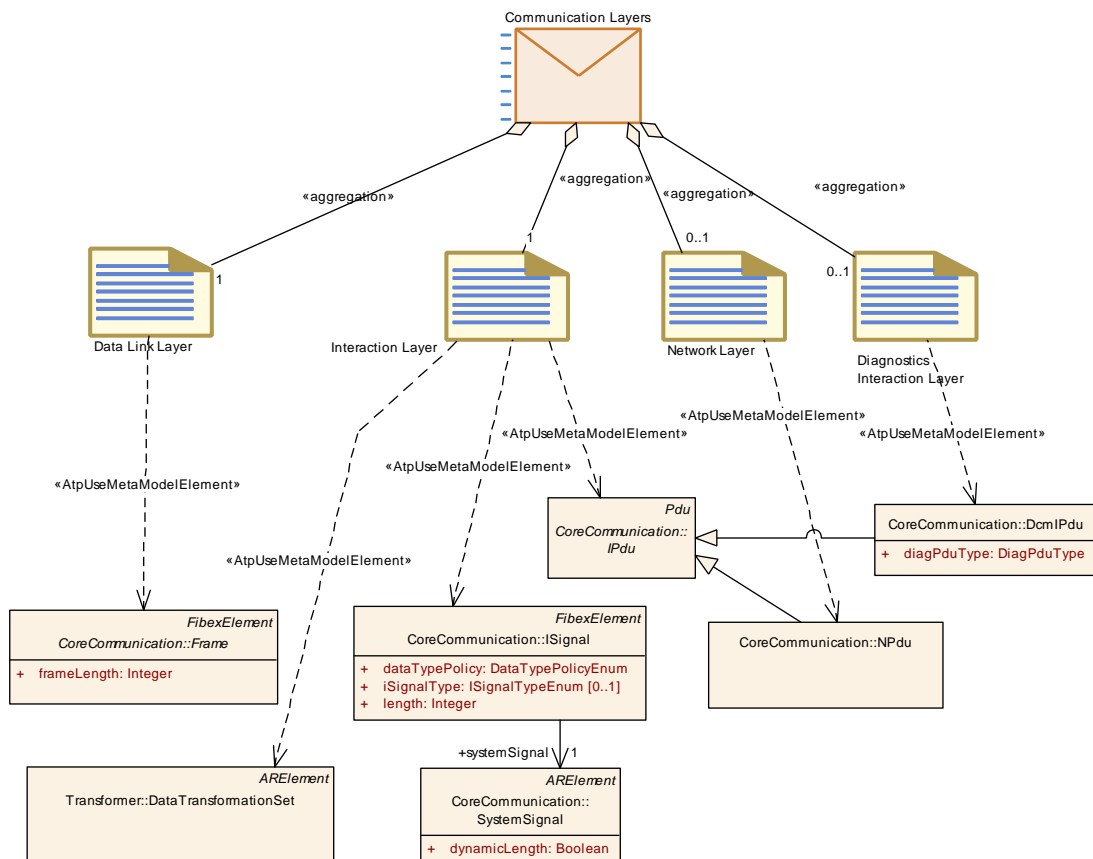 Communication Layers
«aggregation»
«aggregation»
«aggregation»
«aggregation»
1
1
0..1
0..1
Data Link Layer
Interaction Layer
Network Layer
Diagnostics
Interaction Layer
«AtpUseMetaModelElement»
«AtpUseMetaModelElement»
«AtpUseMetaModelElement»
«AtpUseMetaModelElement»
«AtpUseMetaModelElement»
«AtpUseMetaModelElement»
Pdu
CoreCommunication::
IPdu
CoreCommunication::DcmIPdu
+ diagPduType: DiagPduType
FibexElement
CoreCommunication::Frame
+ frameLength: Integer
FibexElement
CoreCommunication::ISignal
+ dataTypePolicy: DataTypePolicyEnum
+ iSignalType: ISignalTypeEnum [0..1]
+ length: Integer
CoreCommunication::NPdu
+systemSignal
1
ARElement
Transformer::DataTransformationSet
ARElement
CoreCommunication::
SystemSignal
+ dynamicLength: Boolean